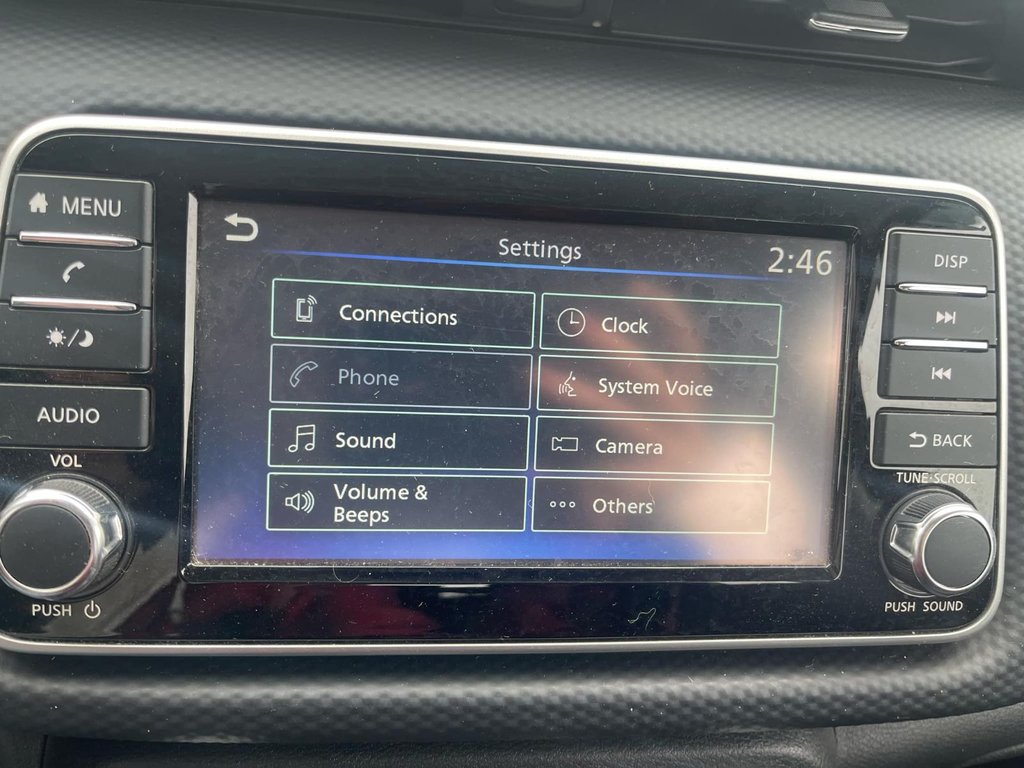 MENU
AUDIO
VOL
PUSH
Settings
2:46
Connections
Clock
Phone
System Voice
Sound
Camera
Volume &
Beeps
Others
DISP
BACK
TUNE·SCROLL
PUSH SOUND